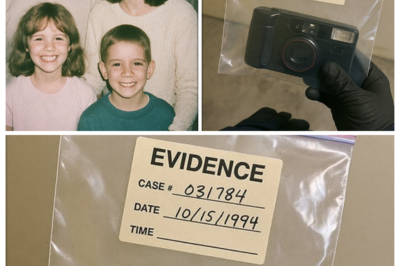 EVIDENCE
CASE # 031784
DATE 10/15/1994
TIME